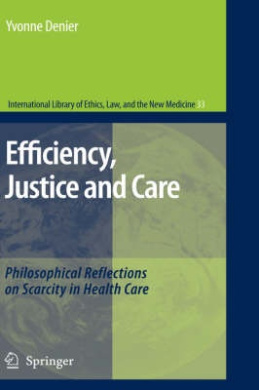 Yvonne Denier
International Library of Ethics, Law, and the New Medicine 33
Efficiency,
Justice and Care
Philosophical Reflections
on Scarcity in Health Care
Springer